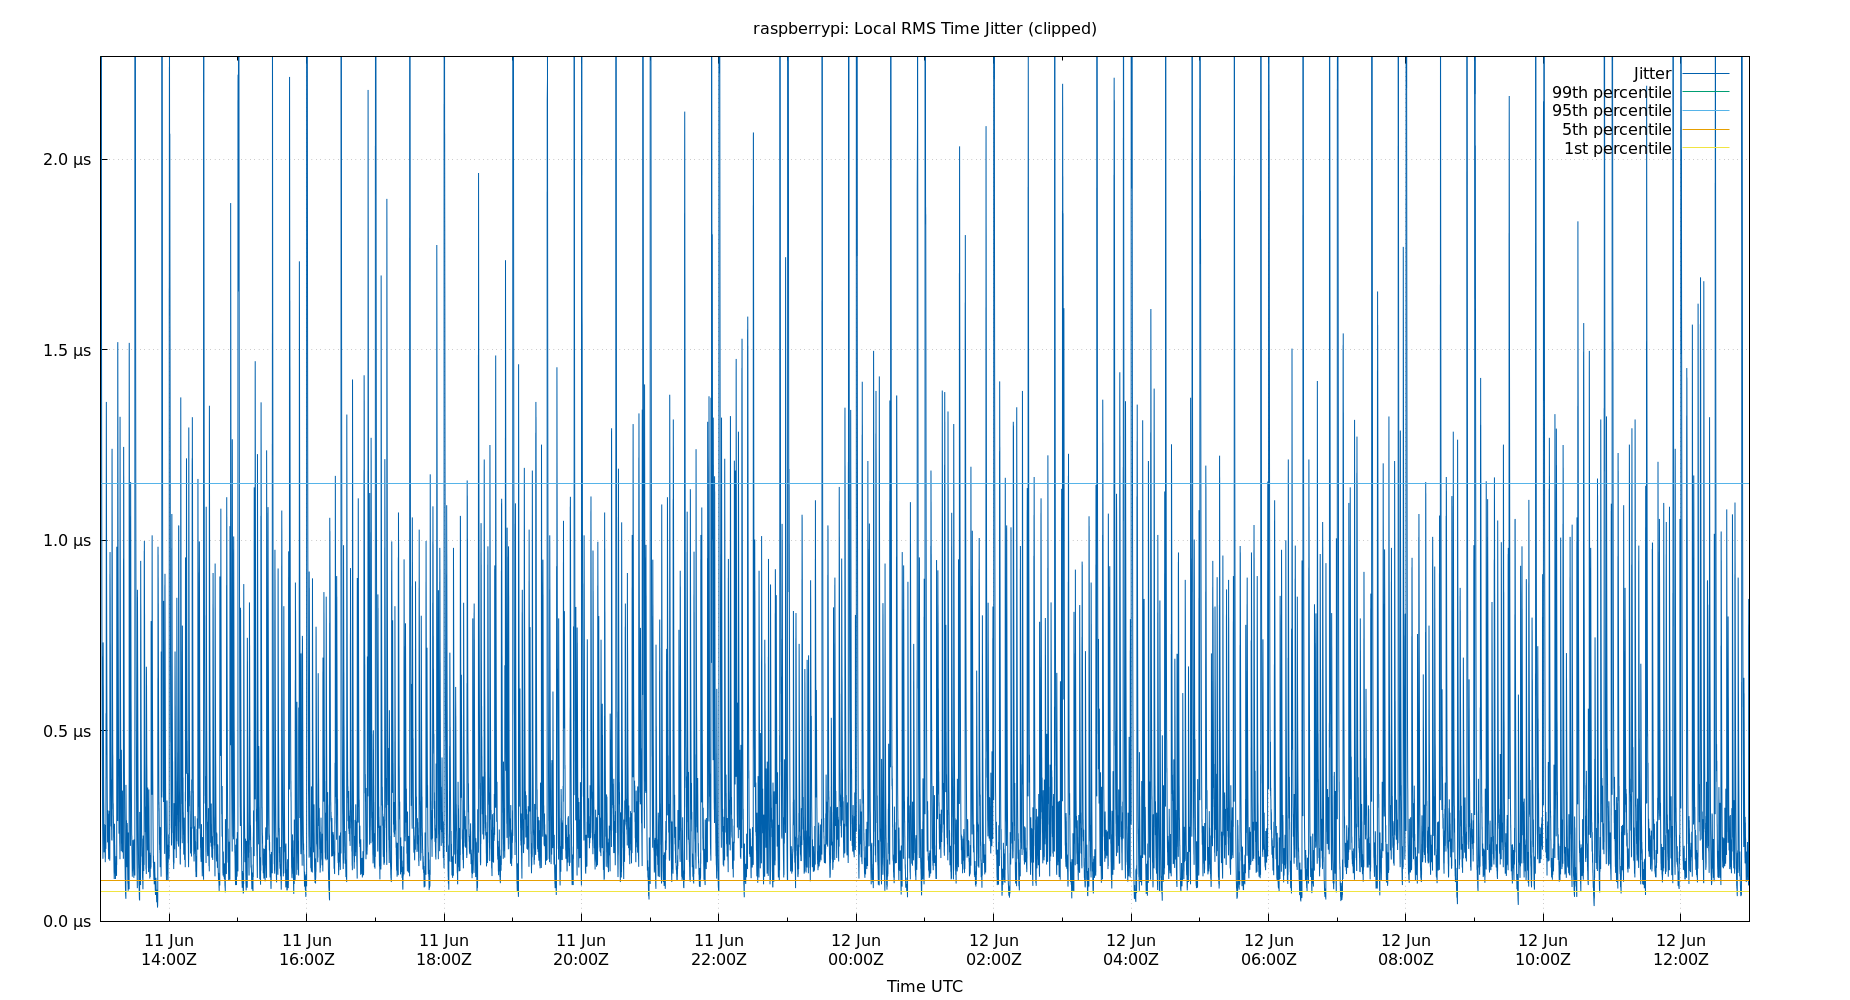 raspberrypi: Local RMS Time Jitter (clipped)
Jitter
99th percentile
95th percentile
5th percentile
1st percentile
2.0 µs
1.5 µs
1.0 µs
0.5 µs
0.0 µs
11 Jun 11 Jun 11 Jun 11 Jun 11 Jun 12 Jun 12 Jun 12 Jun 12 Jun 12 Jun 12 Jun 12 Jun
14:00Z 16:00Z 18:00Z 20:00Z 22:00Z 00:00Z 02:00Z 04:00Z 06:00Z 08:00Z 10:00Z 12:00Z
Time UTC